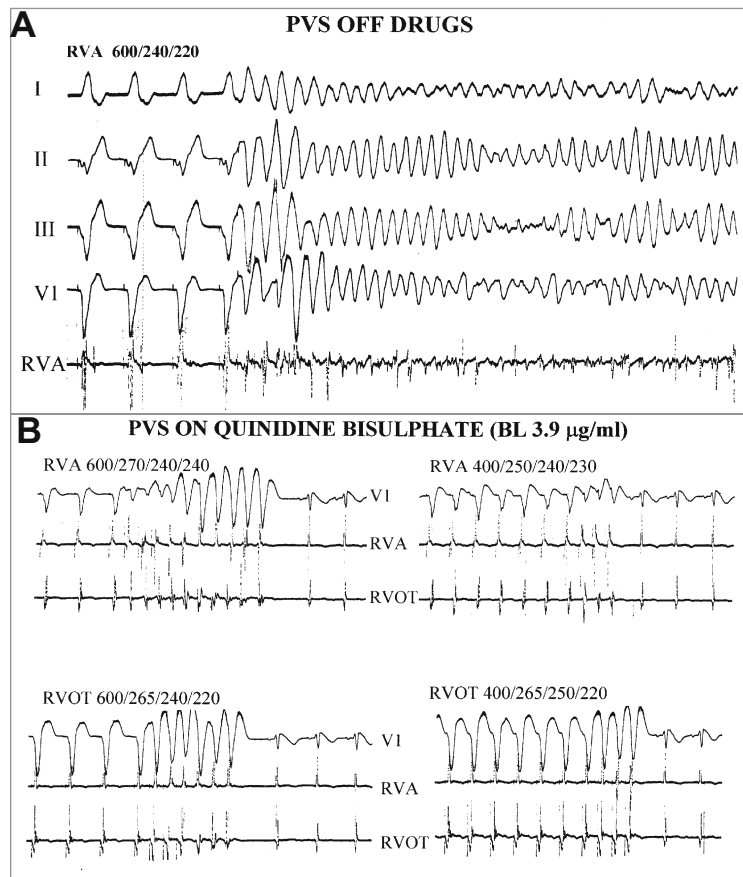 A
PVS OFF DRUGS
RVA 600/240/220
I
II
III
V1
RVA
B
PVS ON QUINIDINE BISULPHATE (BL 3.9 μg/ml)
RVA 600/270/240/240
RVA 400/250/240/230
V1
RVA
RVOT
RVOT 600/265/240/220
RVOT 400/265/250/220
V1
RVA
RVOT